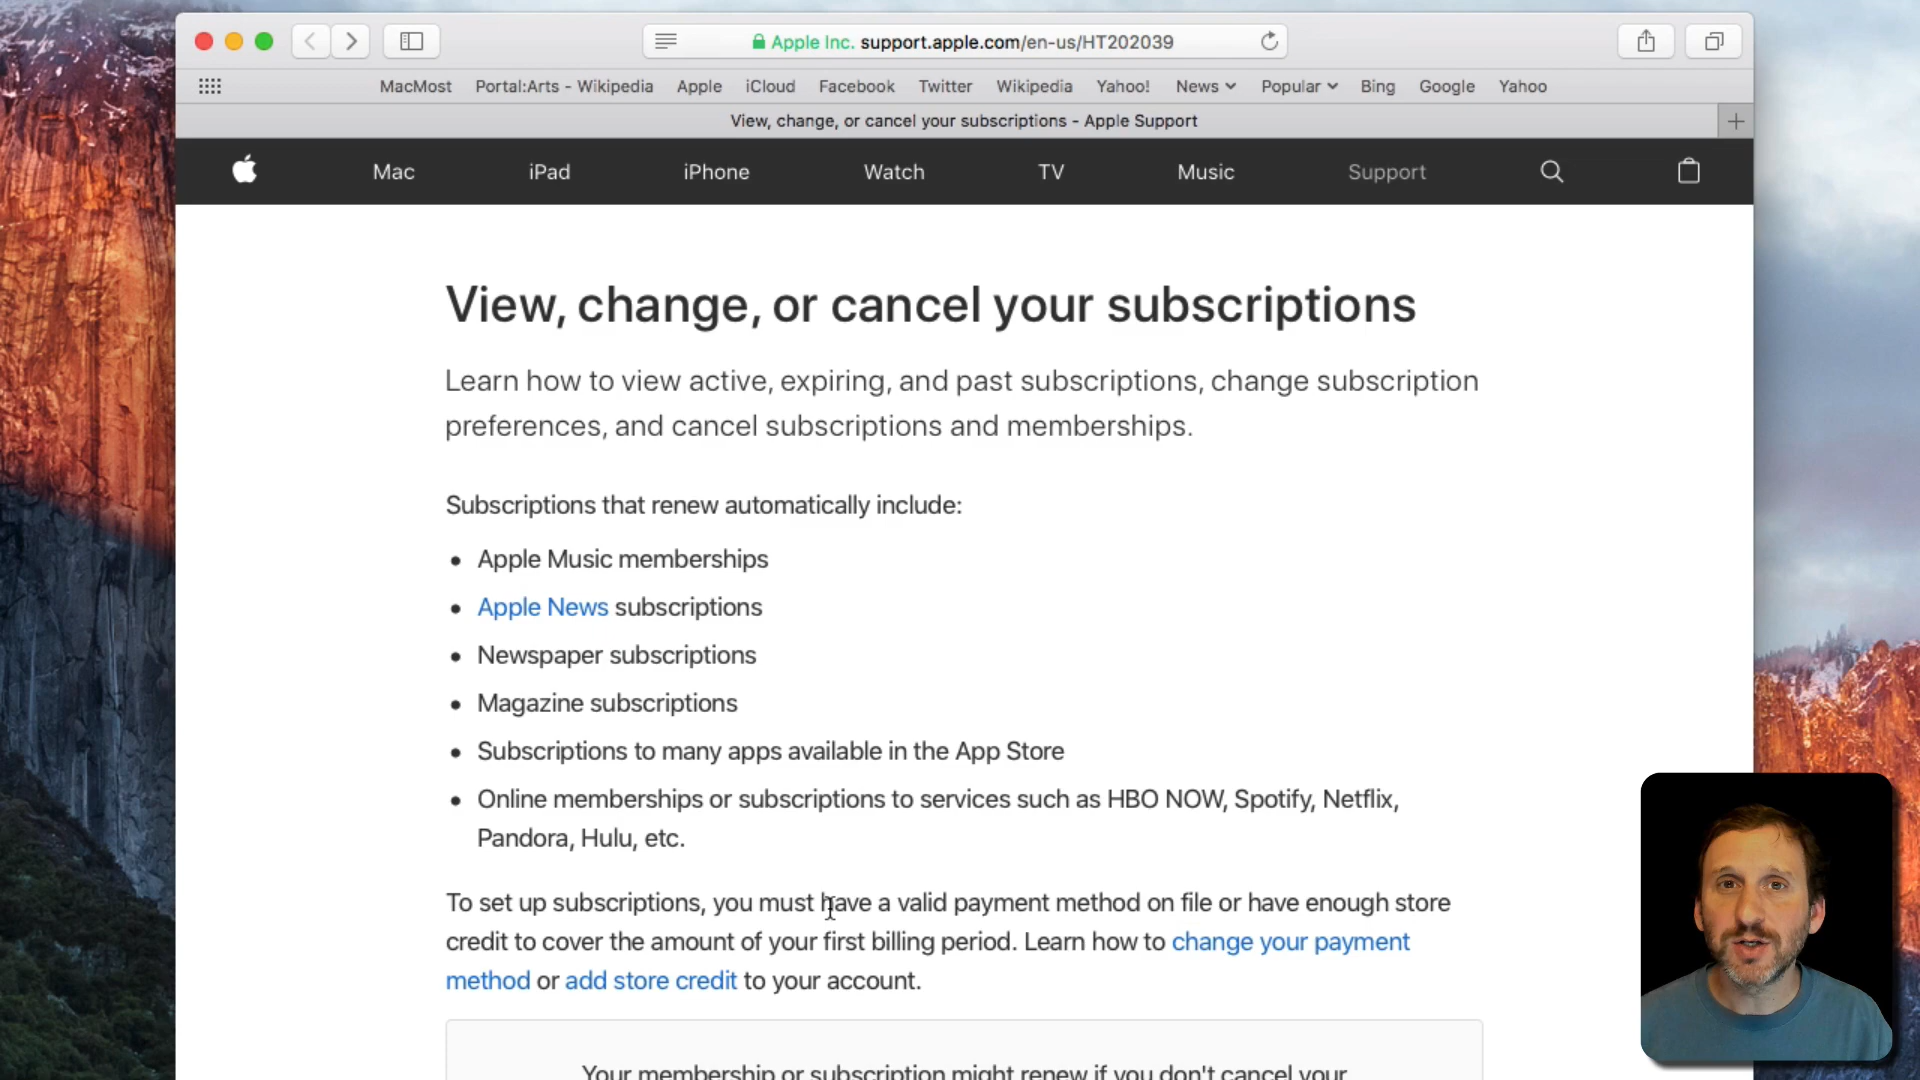 Apple Inc. support.apple.com/en-us/HT202039
MacMost Portal:Arts - Wikipedia Apple iCloud Facebook Twitter Wikipedia Yahoo! News Popular Bing Google Yahoo
View, change, or cancel your subscriptions - Apple Support
Mac iPad iPhone Watch TV Music Support
View, change, or cancel your subscriptions
Learn how to view active, expiring, and past subscriptions, change subscription
preferences, and cancel subscriptions and memberships.
Subscriptions that renew automatically include:
• Apple Music memberships
• Apple News subscriptions
• Newspaper subscriptions
• Magazine subscriptions
• Subscriptions to many apps available in the App Store
• Online memberships or subscriptions to services such as HBO NOW, Spotify, Netflix,
Pandora, Hulu, etc.
To set up subscriptions, you must have a valid payment method on file or have enough store
credit to cover the amount of your first billing period. Learn how to change your payment
method or add store credit to your account.
Your membership or subscription might renew if you don't cancel your